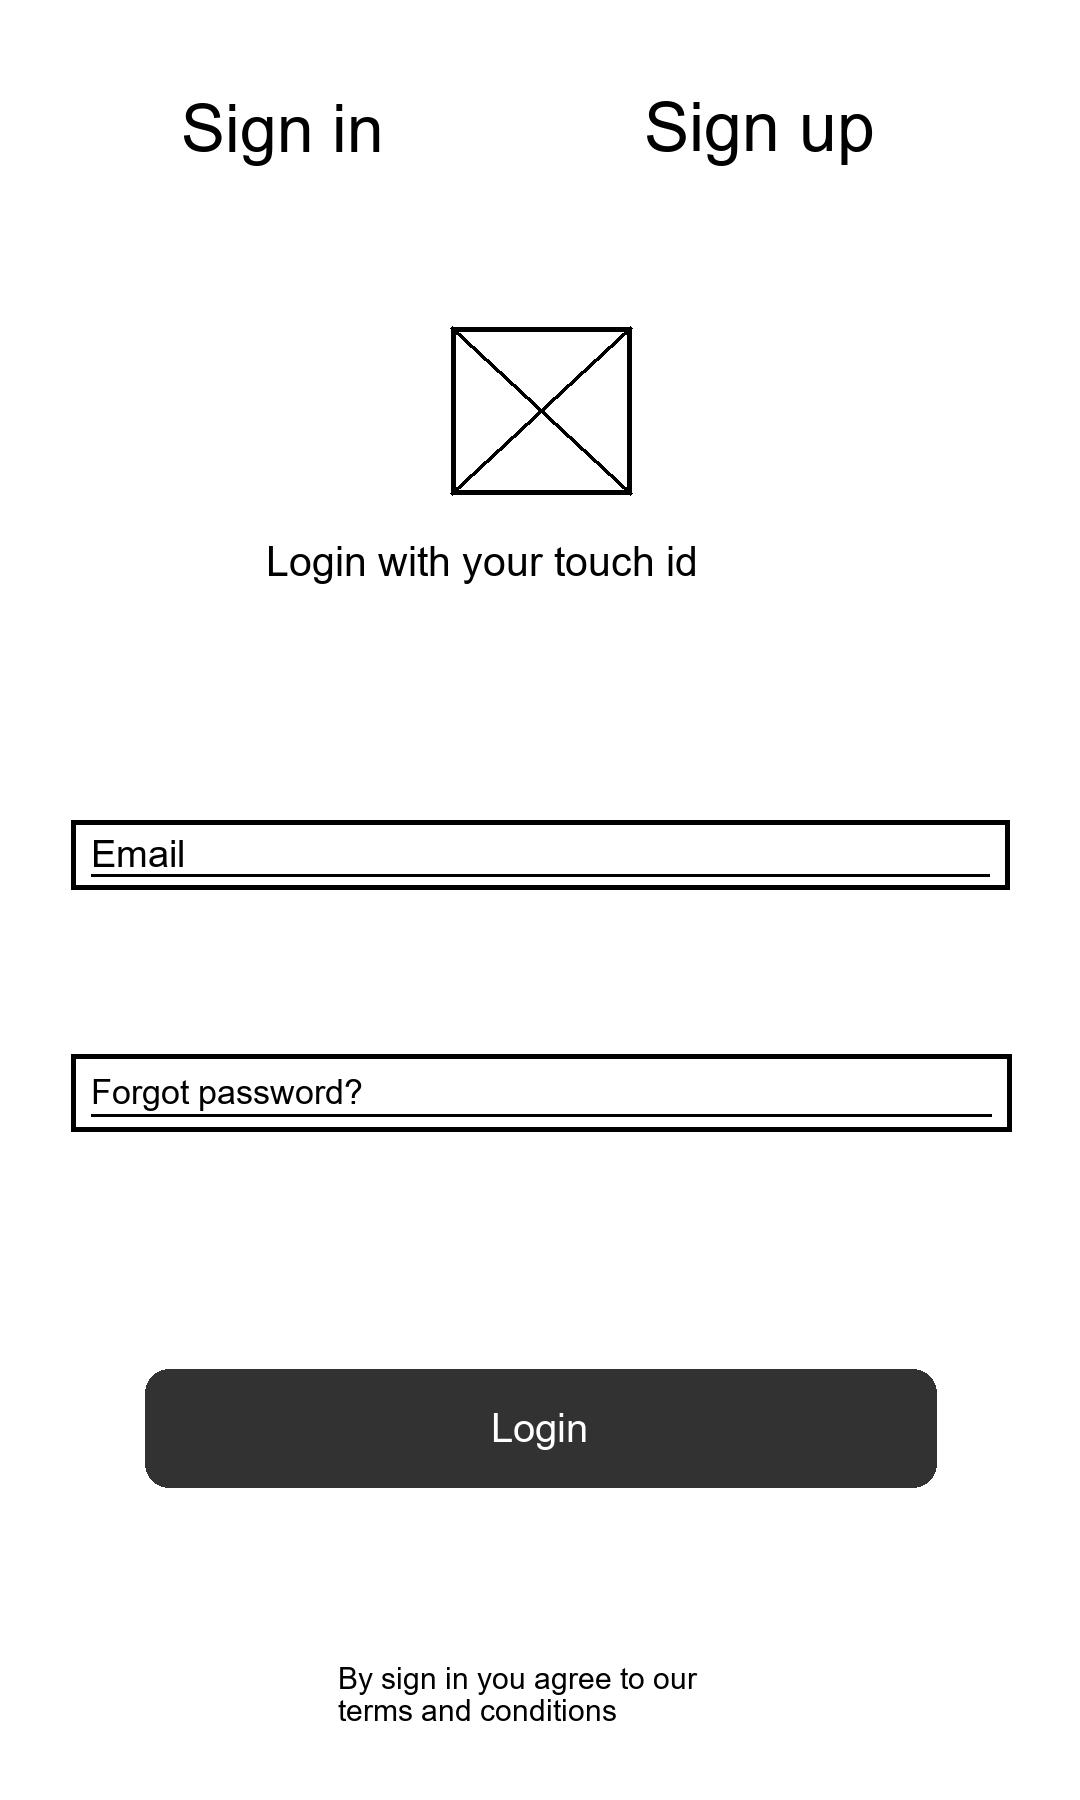 Sign in
Sign up
Login with your touch id
Email
Forgot password?
Login
By sign in you agree to our
terms and conditions